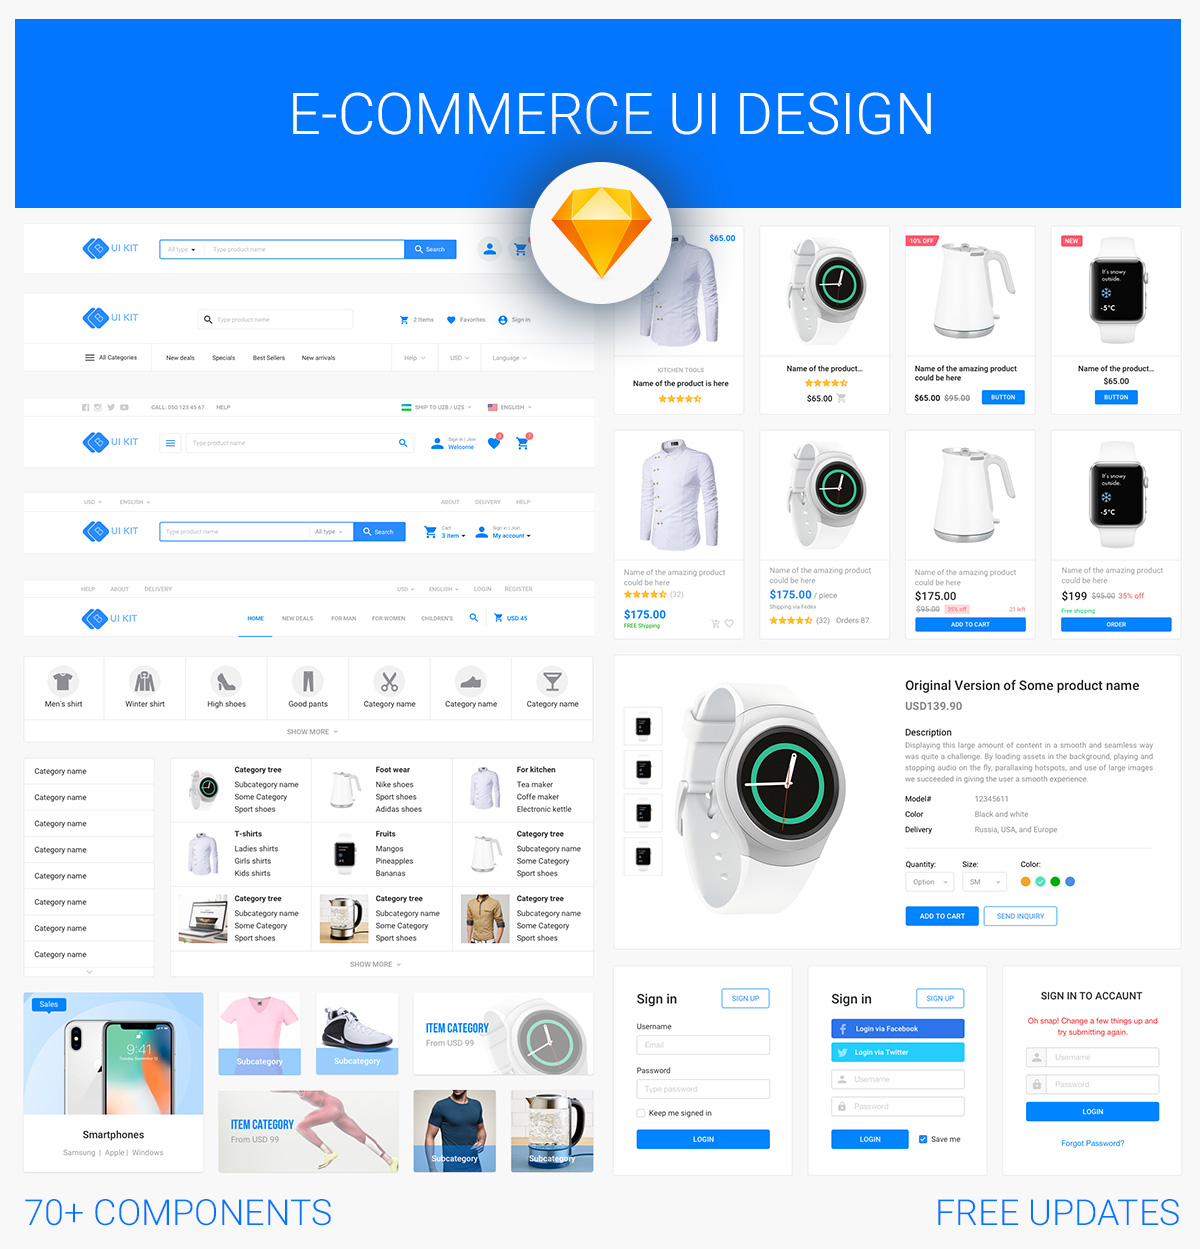 E-COMMERCE UI DESIGN
UI KIT All type Type product name Search
UI KIT Type product name 2 Items Favorites Sign in
All Categories New deals Specials Best Sellers New arrivals Help USD Language
CALL: 050 123 45 67 HELP SHIP TO UZB / UZS ENGLISH
UI KIT Type product name Sign in | Join
Welcome
USD ENGLISH ABOUT DELIVERY HELP
UI KIT Type product name All type Search Cart Sign in | Join
3 item My account
HELP ABOUT DELIVERY USD ENGLISH LOGIN REGISTER
UI KIT HOME NEW DEALS FOR MAN FOR WOMEN CHILDREN'S USD 45
Men's shirt Winter shirt High shoes Good pants Category name Category name Category name
SHOW MORE
Category name
Category name
Category name
Category name
Category name
Category name
Category name
Category name
Category tree
Subcategory name
Some Category
Sport shoes
Foot wear
Nike shoes
Sport shoes
Adidas shoes
For kitchen
Tea maker
Coffe maker
Electronic kettle
T-shirts
Ladies shirts
Girls shirts
Kids shirts
Fruits
Mangos
Pineapples
Bananas
Category tree
Subcategory name
Some Category
Sport shoes
Category tree
Subcategory name
Some Category
Sport shoes
Category tree
Subcategory name
Some Category
Sport shoes
Category tree
Subcategory name
Some Category
Sport shoes
SHOW MORE
Sales
9:41
Smartphones
Samsung | Apple | Windows
Subcategory
Subcategory
ITEM CATEGORY
From USD 99
ITEM CATEGORY
From USD 99
Subcategory
Subcategory
$65.00
KITCHEN TOOLS
Name of the product is here
Name of the product...
$65.00
10% OFF
Name of the amazing product
could be here
$65.00 $95.00 BUTTON
NEW
It's snowy
outside.
-5°C
Name of the product...
$65.00
BUTTON
Name of the amazing product
could be here
(32)
$175.00
FREE Shipping
Name of the amazing product
could be here
$175.00 / piece
Shipping via Fedex
(32) Orders 87
Name of the amazing product
could be here
$175.00
$95.00 35% off 21 left
ADD TO CART
It's snowy
outside.
-5°C
Name of the amazing product
could be here
$199 $95.00 35% off
Free shipping
ORDER
Original Version of Some product name
USD139.90
Description
Displaying this large amount of content in a smooth and seamless way
was quite a challenge. By loading assets in the background, playing and
stopping audio on the fly, parallaxing hotspots, and use of large images
we succeeded in giving the user a smooth experience.
Model# 12345611
Color Black and white
Delivery Russia, USA, and Europe
Quantity: Size: Color:
Option SM
ADD TO CART SEND INQUIRY
Sign in SIGN UP
Username
Email
Password
Type password
Keep me signed in
LOGIN
Sign in SIGN UP
Login via Facebook
Login via Twitter
Username
Password
LOGIN Save me
SIGN IN TO ACCAUNT
Oh snap! Change a few things up and
try submitting again.
Username
Password
LOGIN
Forgot Password?
70+ COMPONENTS FREE UPDATES